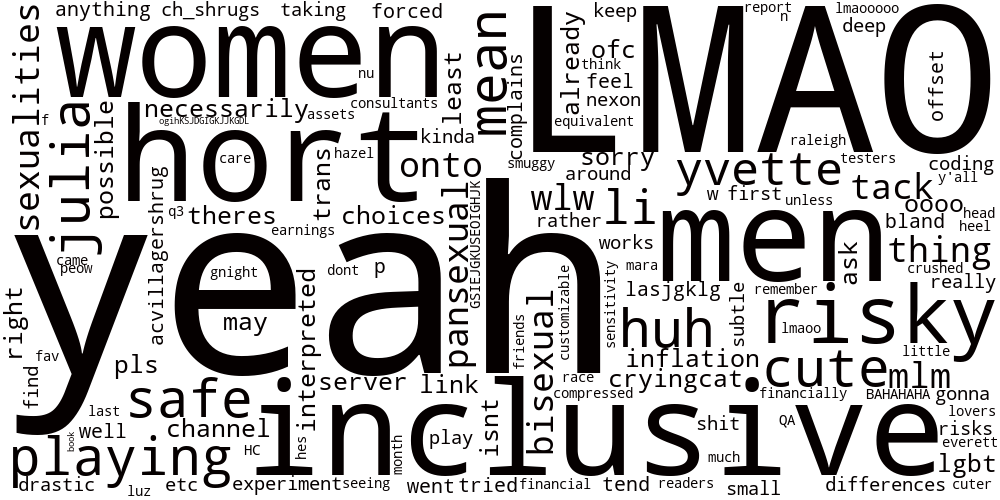 anything ch_shrugs taking forced
report n lmaooooo
keep deep
women LMAO
sexualities
mean least already
ofc think feel nexon
offset
nu consultants
complains
f julia possible
necessarily assets
ogihKSJDGIGKJJKGDL
equivalent
hort
care hazel trans
kinda onto
smuggy sorry around
raleigh testers
yvette
coding y'all
tack oooo
w first unless
wlw li
rather
men
bland head heel
thing
q3 theres choices earnings
acvillagershrug
pansexual
GSIEJGKUSEOIGHJK
works
came peow
gnight dont p
yeah
mara ask
crushed really
lasjgklg remember
risky
may
interpreted
friends customizable sensitivity
huh subtle
lmaoo little
right
fav find
pls
server link
bisexual
race inflation cryingcat
cute mlm
compressed financially BAHAHAHA gonna
safe
inclusive
last well channel
lovers risks everett
isnt
play
shit QA
book playing
HC hes month
much
lgbt
drastic luz etc experiment seeing went tried financial tend readers small differences cuter